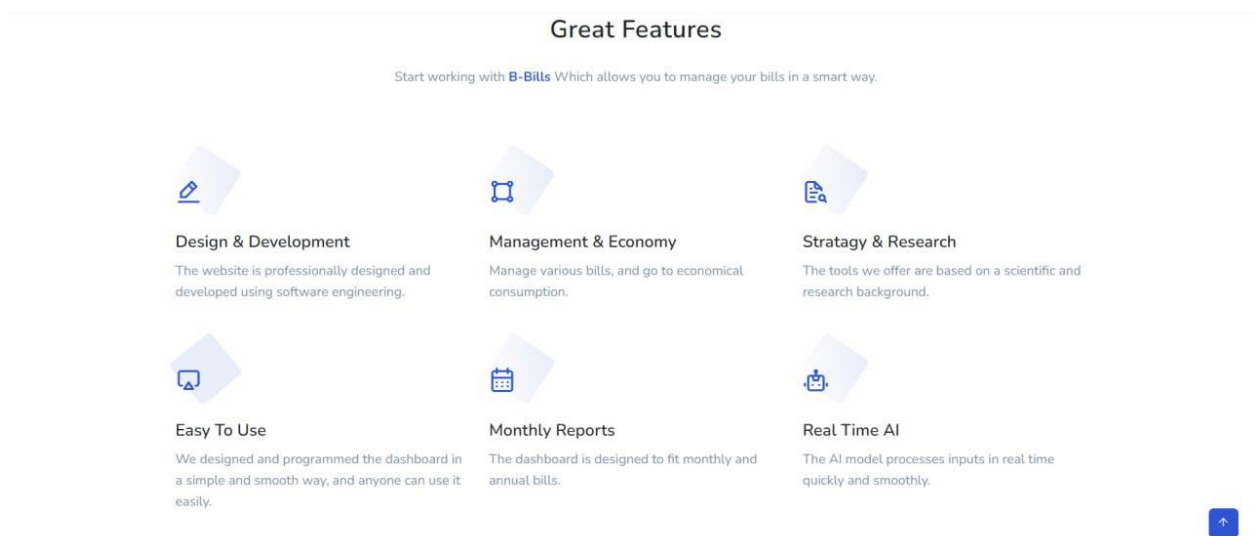 Great Features
Start working with B-Bills Which allows you to manage your bills in a smart way.
Design & Development
The website is professionally designed and
developed using software engineering.
Management & Economy
Manage various bills, and go to economical
consumption.
Stratagy & Research
The tools we offer are based on a scientific and
research background.
Easy To Use
We designed and programmed the dashboard in
a simple and smooth way, and anyone can use it
easily.
Monthly Reports
The dashboard is designed to fit monthly and
annual bills.
Real Time AI
The AI model processes inputs in real time
quickly and smoothly.